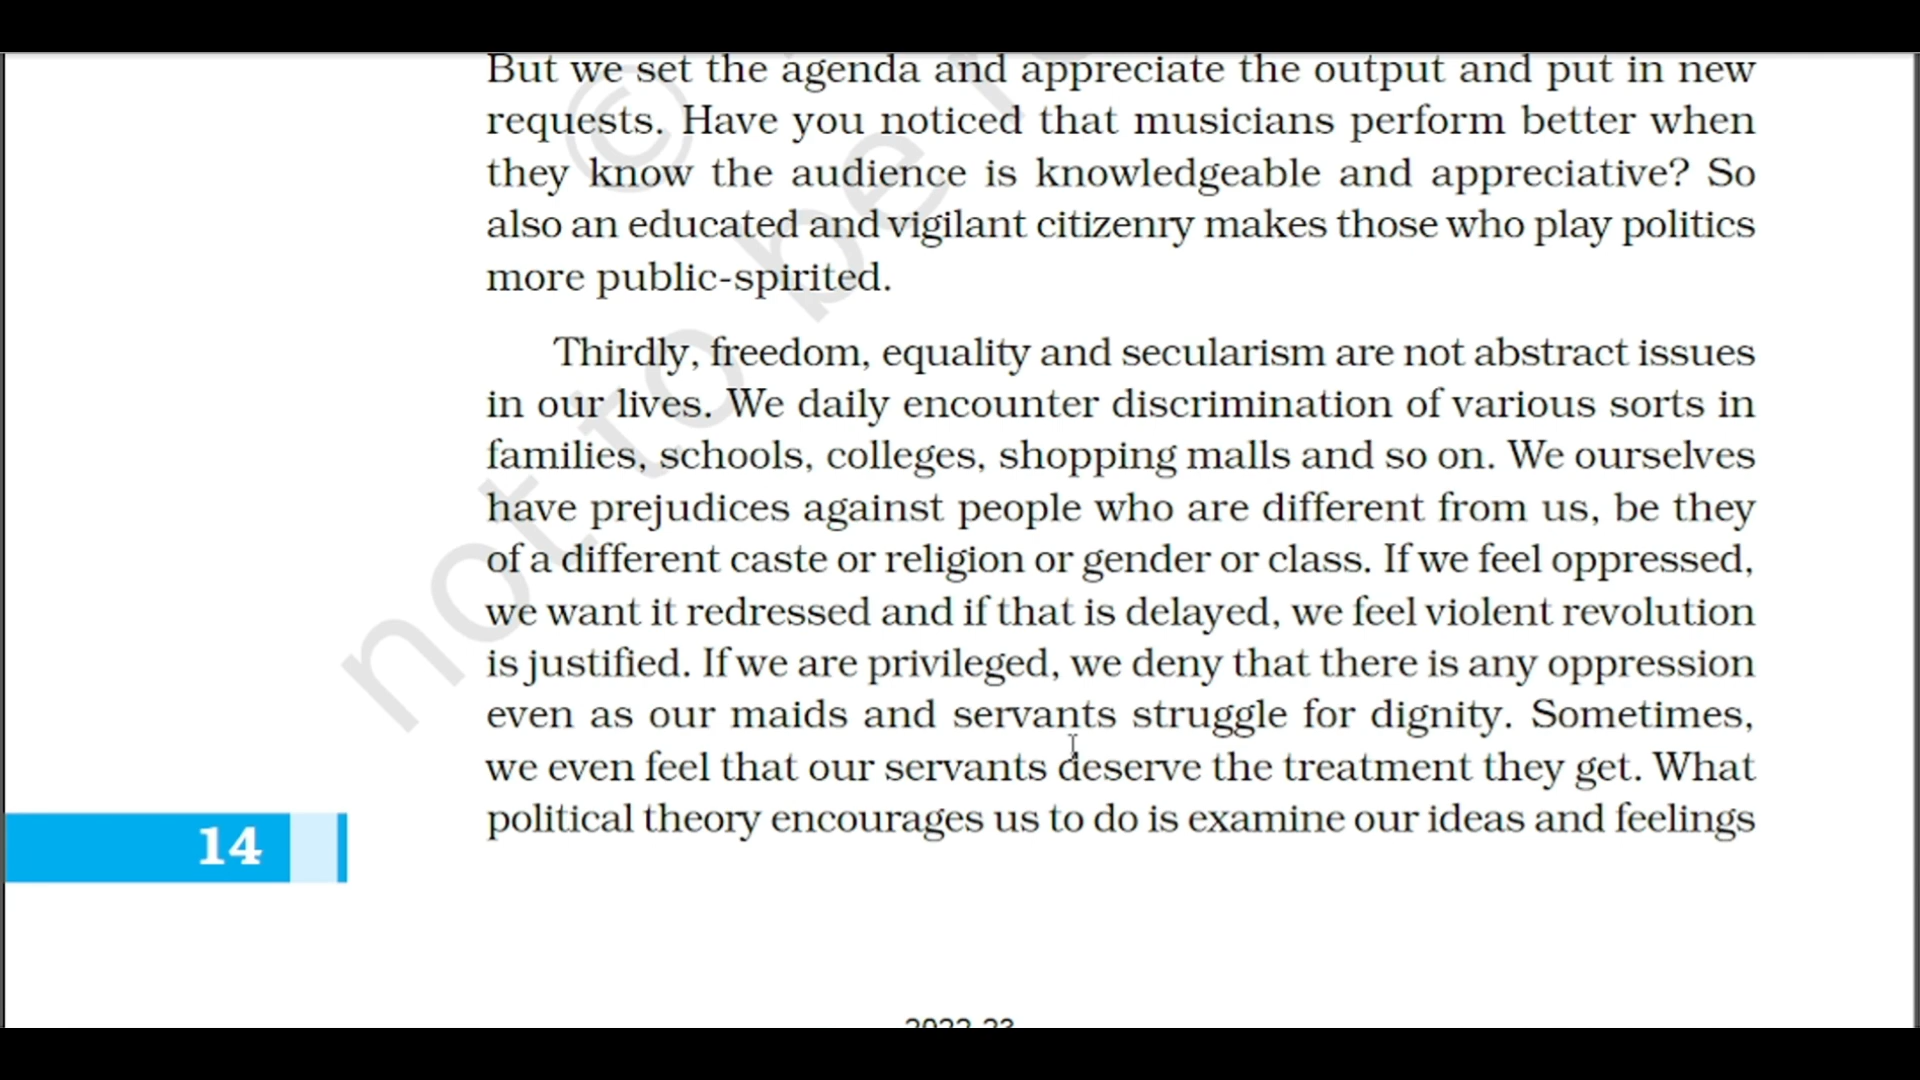 But we set the agenda and appreciate the output and put in new
requests. Have you noticed that musicians perform better when
they know the audience is knowledgeable and appreciative? So
also an educated and vigilant citizenry makes those who play politics
more public-spirited.
Thirdly, freedom, equality and secularism are not abstract issues
in our lives. We daily encounter discrimination of various sorts in
families, schools, colleges, shopping malls and so on. We ourselves
have prejudices against people who are different from us, be they
of a different caste or religion or gender or class. If we feel oppressed,
we want it redressed and if that is delayed, we feel violent revolution
is justified. If we are privileged, we deny that there is any oppression
even as our maids and servants struggle for dignity. Sometimes,
we even feel that our servants deserve the treatment they get. What
political theory encourages us to do is examine our ideas and feelings
14
2022-23
©
not to be r